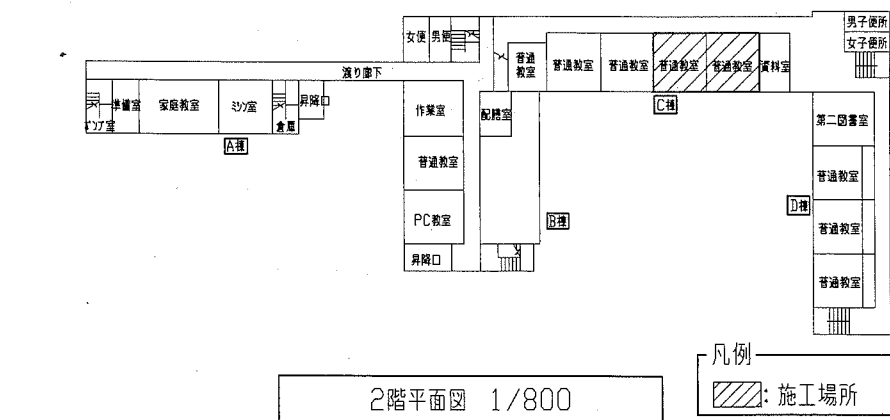 男子便所
女子便所
女便
男便
普通
教室
普通教室
普通教室
普通教室
普通教室
資料室
渡り廊下
準備室
家庭教室
ミシン室
昇降口
ポンプ室
倉庫
A棟
作業室
配膳室
C棟
第二図書室
普通教室
普通教室
PC教室
昇降口
B棟
D棟
普通教室
普通教室
凡例
:施工場所
2階平面図 1/800